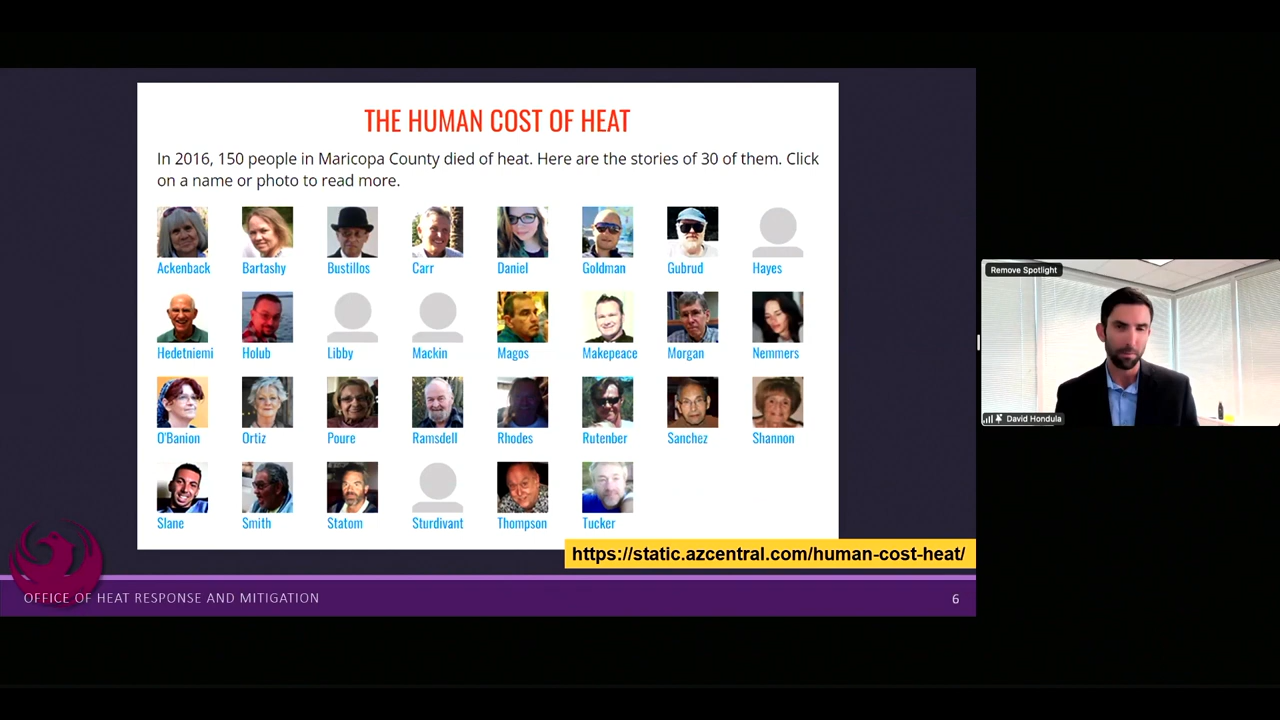 THE HUMAN COST OF HEAT
In 2016, 150 people in Maricopa County died of heat. Here are the stories of 30 of them. Click
on a name or photo to read more.
Ackenback Bartashy Bustillos Carr Daniel Goldman Gubrud Hayes
Hedetniemi Holub Libby Mackin Magos Makepeace Morgan Nemmers
O'Banion Ortiz Poure Ramsdell Rhodes Rutenber Sanchez Shannon
Slane Smith Statom Sturdivant Thompson Tucker
https://static.azcentral.com/human-cost-heat/
OFFICE OF HEAT RESPONSE AND MITIGATION 6
Remove Spotlight
David Hondula